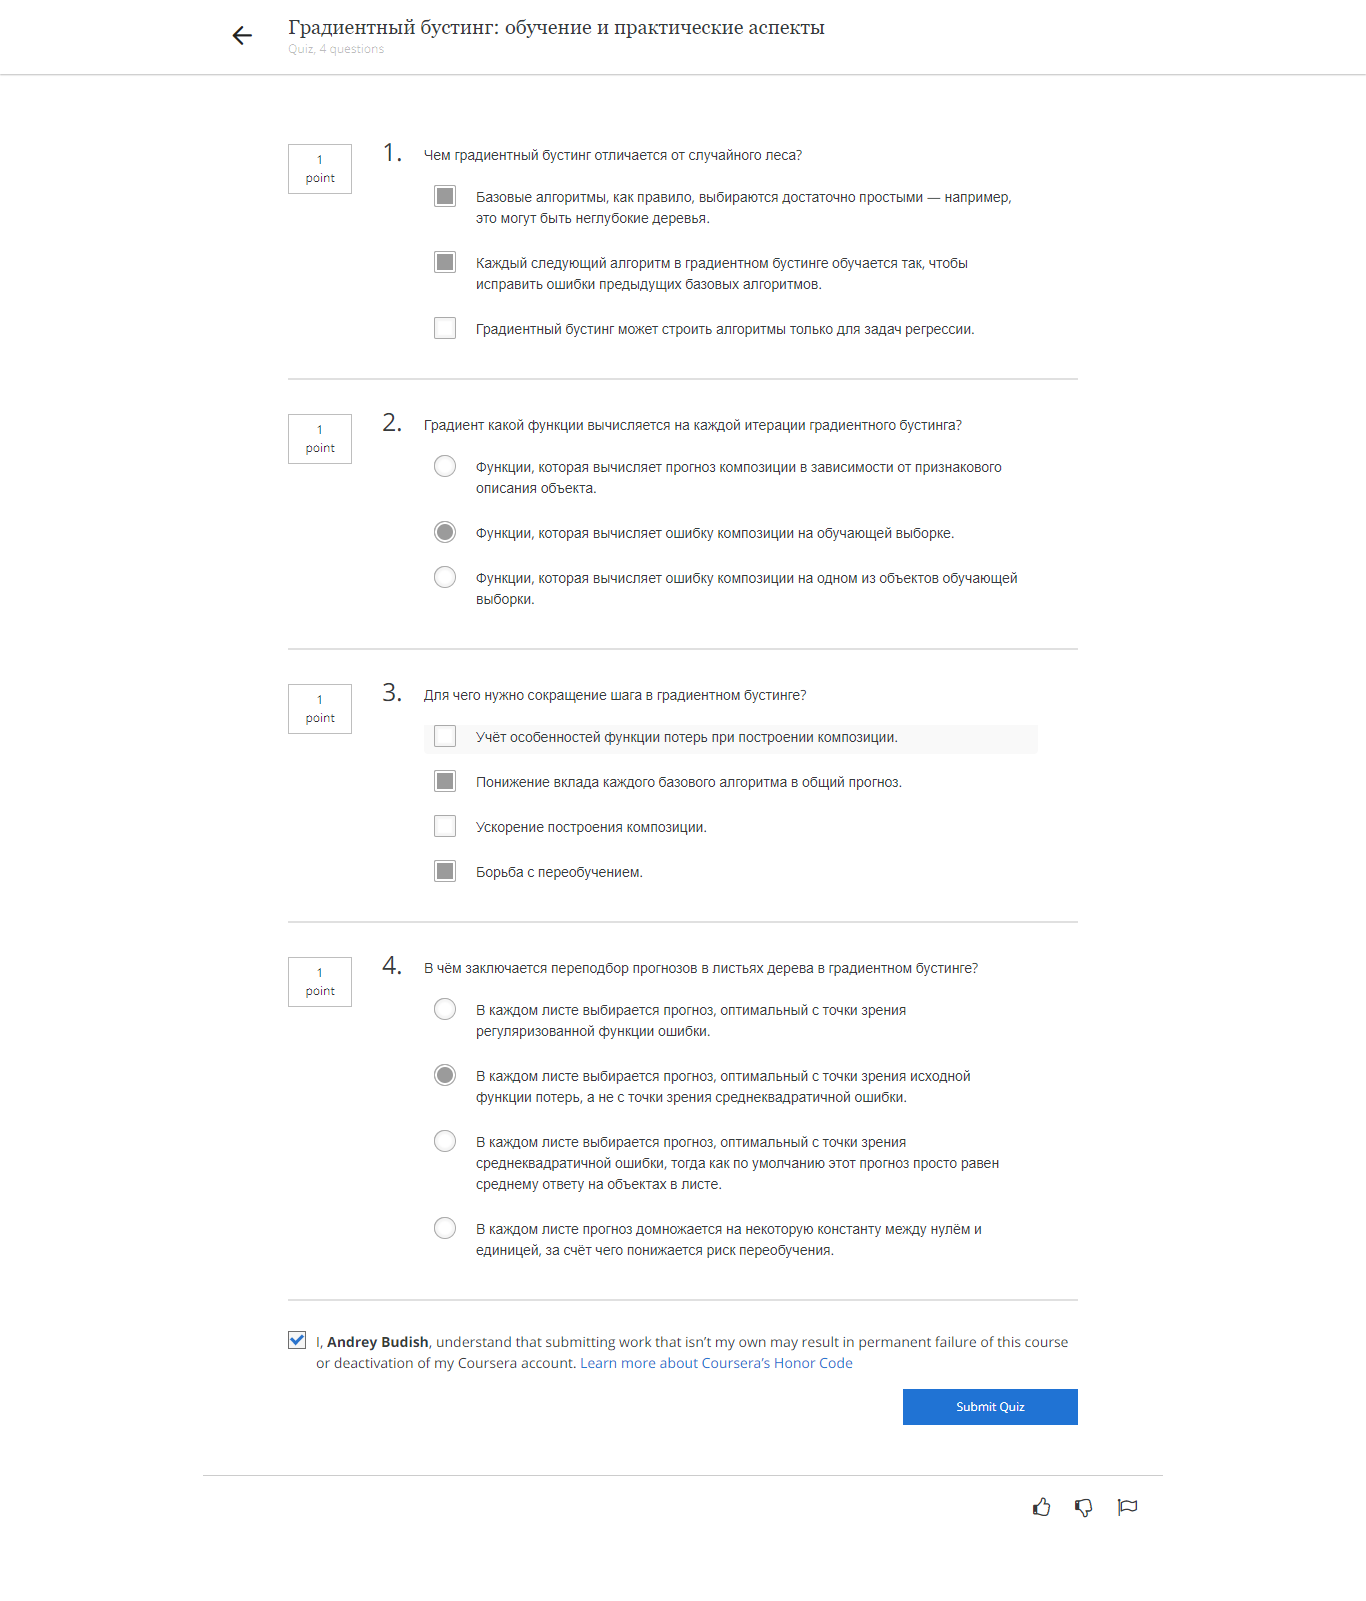 Градиентный бустинг: обучение и практические аспекты
Quiz, 4 questions
1
point
1.
Чем градиентный бустинг отличается от случайного леса?
Базовые алгоритмы, как правило, выбираются достаточно простыми — например,
это могут быть неглубокие деревья.
Каждый следующий алгоритм в градиентном бустинге обучается так, чтобы
исправить ошибки предыдущих базовых алгоритмов.
Градиентный бустинг может строить алгоритмы только для задач регрессии.
1
point
2.
Градиент какой функции вычисляется на каждой итерации градиентного бустинга?
Функции, которая вычисляет прогноз композиции в зависимости от признакового
описания объекта.
Функции, которая вычисляет ошибку композиции на обучающей выборке.
Функции, которая вычисляет ошибку композиции на одном из объектов обучающей
выборки.
1
point
3.
Для чего нужно сокращение шага в градиентном бустинге?
Учёт особенностей функции потерь при построении композиции.
Понижение вклада каждого базового алгоритма в общий прогноз.
Ускорение построения композиции.
Борьба с переобучением.
1
point
4.
В чём заключается переподбор прогнозов в листьях дерева в градиентном бустинге?
В каждом листе выбирается прогноз, оптимальный с точки зрения
регуляризованной функции ошибки.
В каждом листе выбирается прогноз, оптимальный с точки зрения исходной
функции потерь, а не с точки зрения среднеквадратичной ошибки.
В каждом листе выбирается прогноз, оптимальный с точки зрения
среднеквадратичной ошибки, тогда как по умолчанию этот прогноз просто равен
среднему ответу на объектах в листе.
В каждом листе прогноз домножается на некоторую константу между нулём и
единицей, за счёт чего понижается риск переобучения.
I, Andrey Budish, understand that submitting work that isn’t my own may result in permanent failure of this course
or deactivation of my Coursera account. Learn more about Coursera’s Honor Code
Submit Quiz